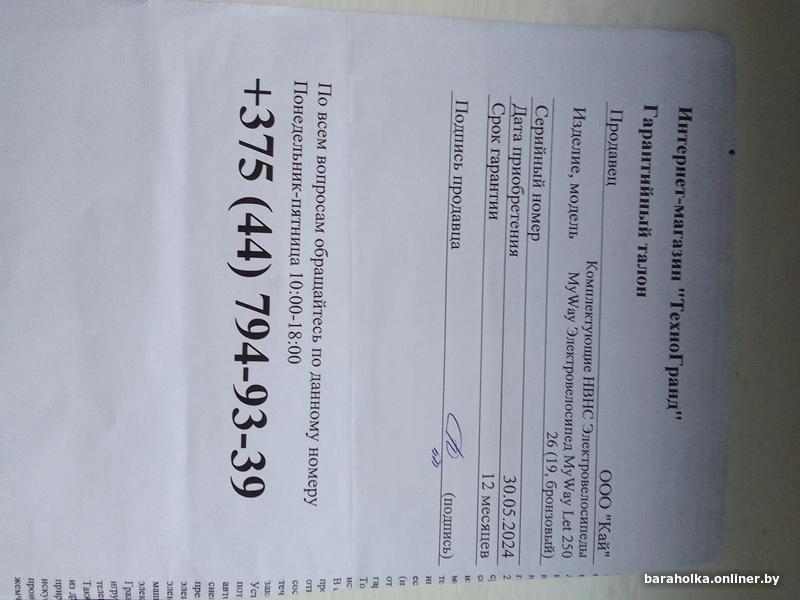 Интернет-магазин "ТехноГранд"
Гарантийный талон
Продавец ООО "Кай"
Изделие, модель Комплектующие НВНС Электровелосипеды
MyWay Электровелосипед MyWay Let 250
26 (19, бронзовый)
Серийный номер
Дата приобретения 30.05.2024
Срок гарантии 12 месяцев
Подпись продавца (подпись)
По всем вопросам обращайтесь по данному номеру
Понедельник-пятница 10:00-18:00
+375 (44) 794-93-39
baraholka.onliner.by